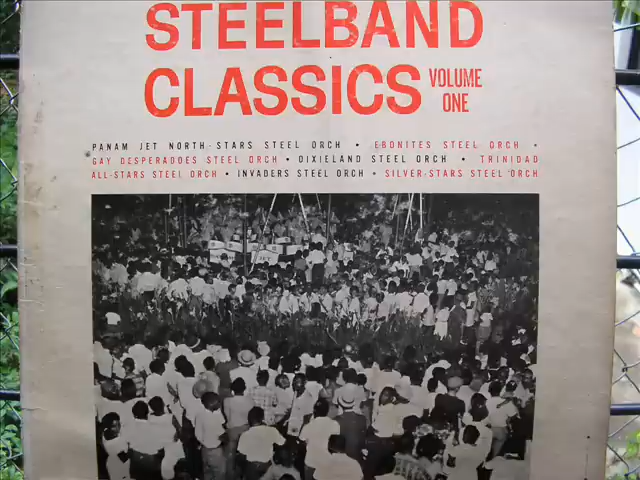 STEELBAND
CLASSICS VOLUME ONE
PANAM JET NORTH-STARS STEEL ORCH • EBONITES STEEL ORCH •
GAY DESPERADOES STEEL ORCH • DIXIELAND STEEL ORCH • TRINIDAD
ALL-STARS STEEL ORCH • INVADERS STEEL ORCH • SILVER-STARS STEEL ORCH